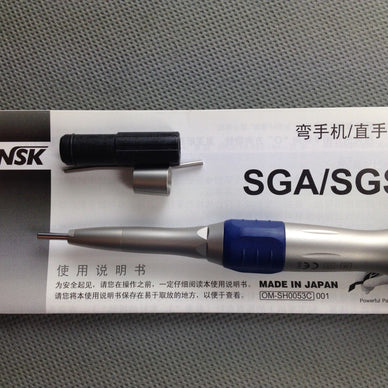 NSK
弯手机/直手
SGA/SGS
使用说明书
为安全起见，请您在操作之前，一定仔细阅读本使用说明书。
请您将本使用说明书保存在易于取放的地方，以便于查看。
MADE IN JAPAN
OM-SH0053C 001
Powerful Pa